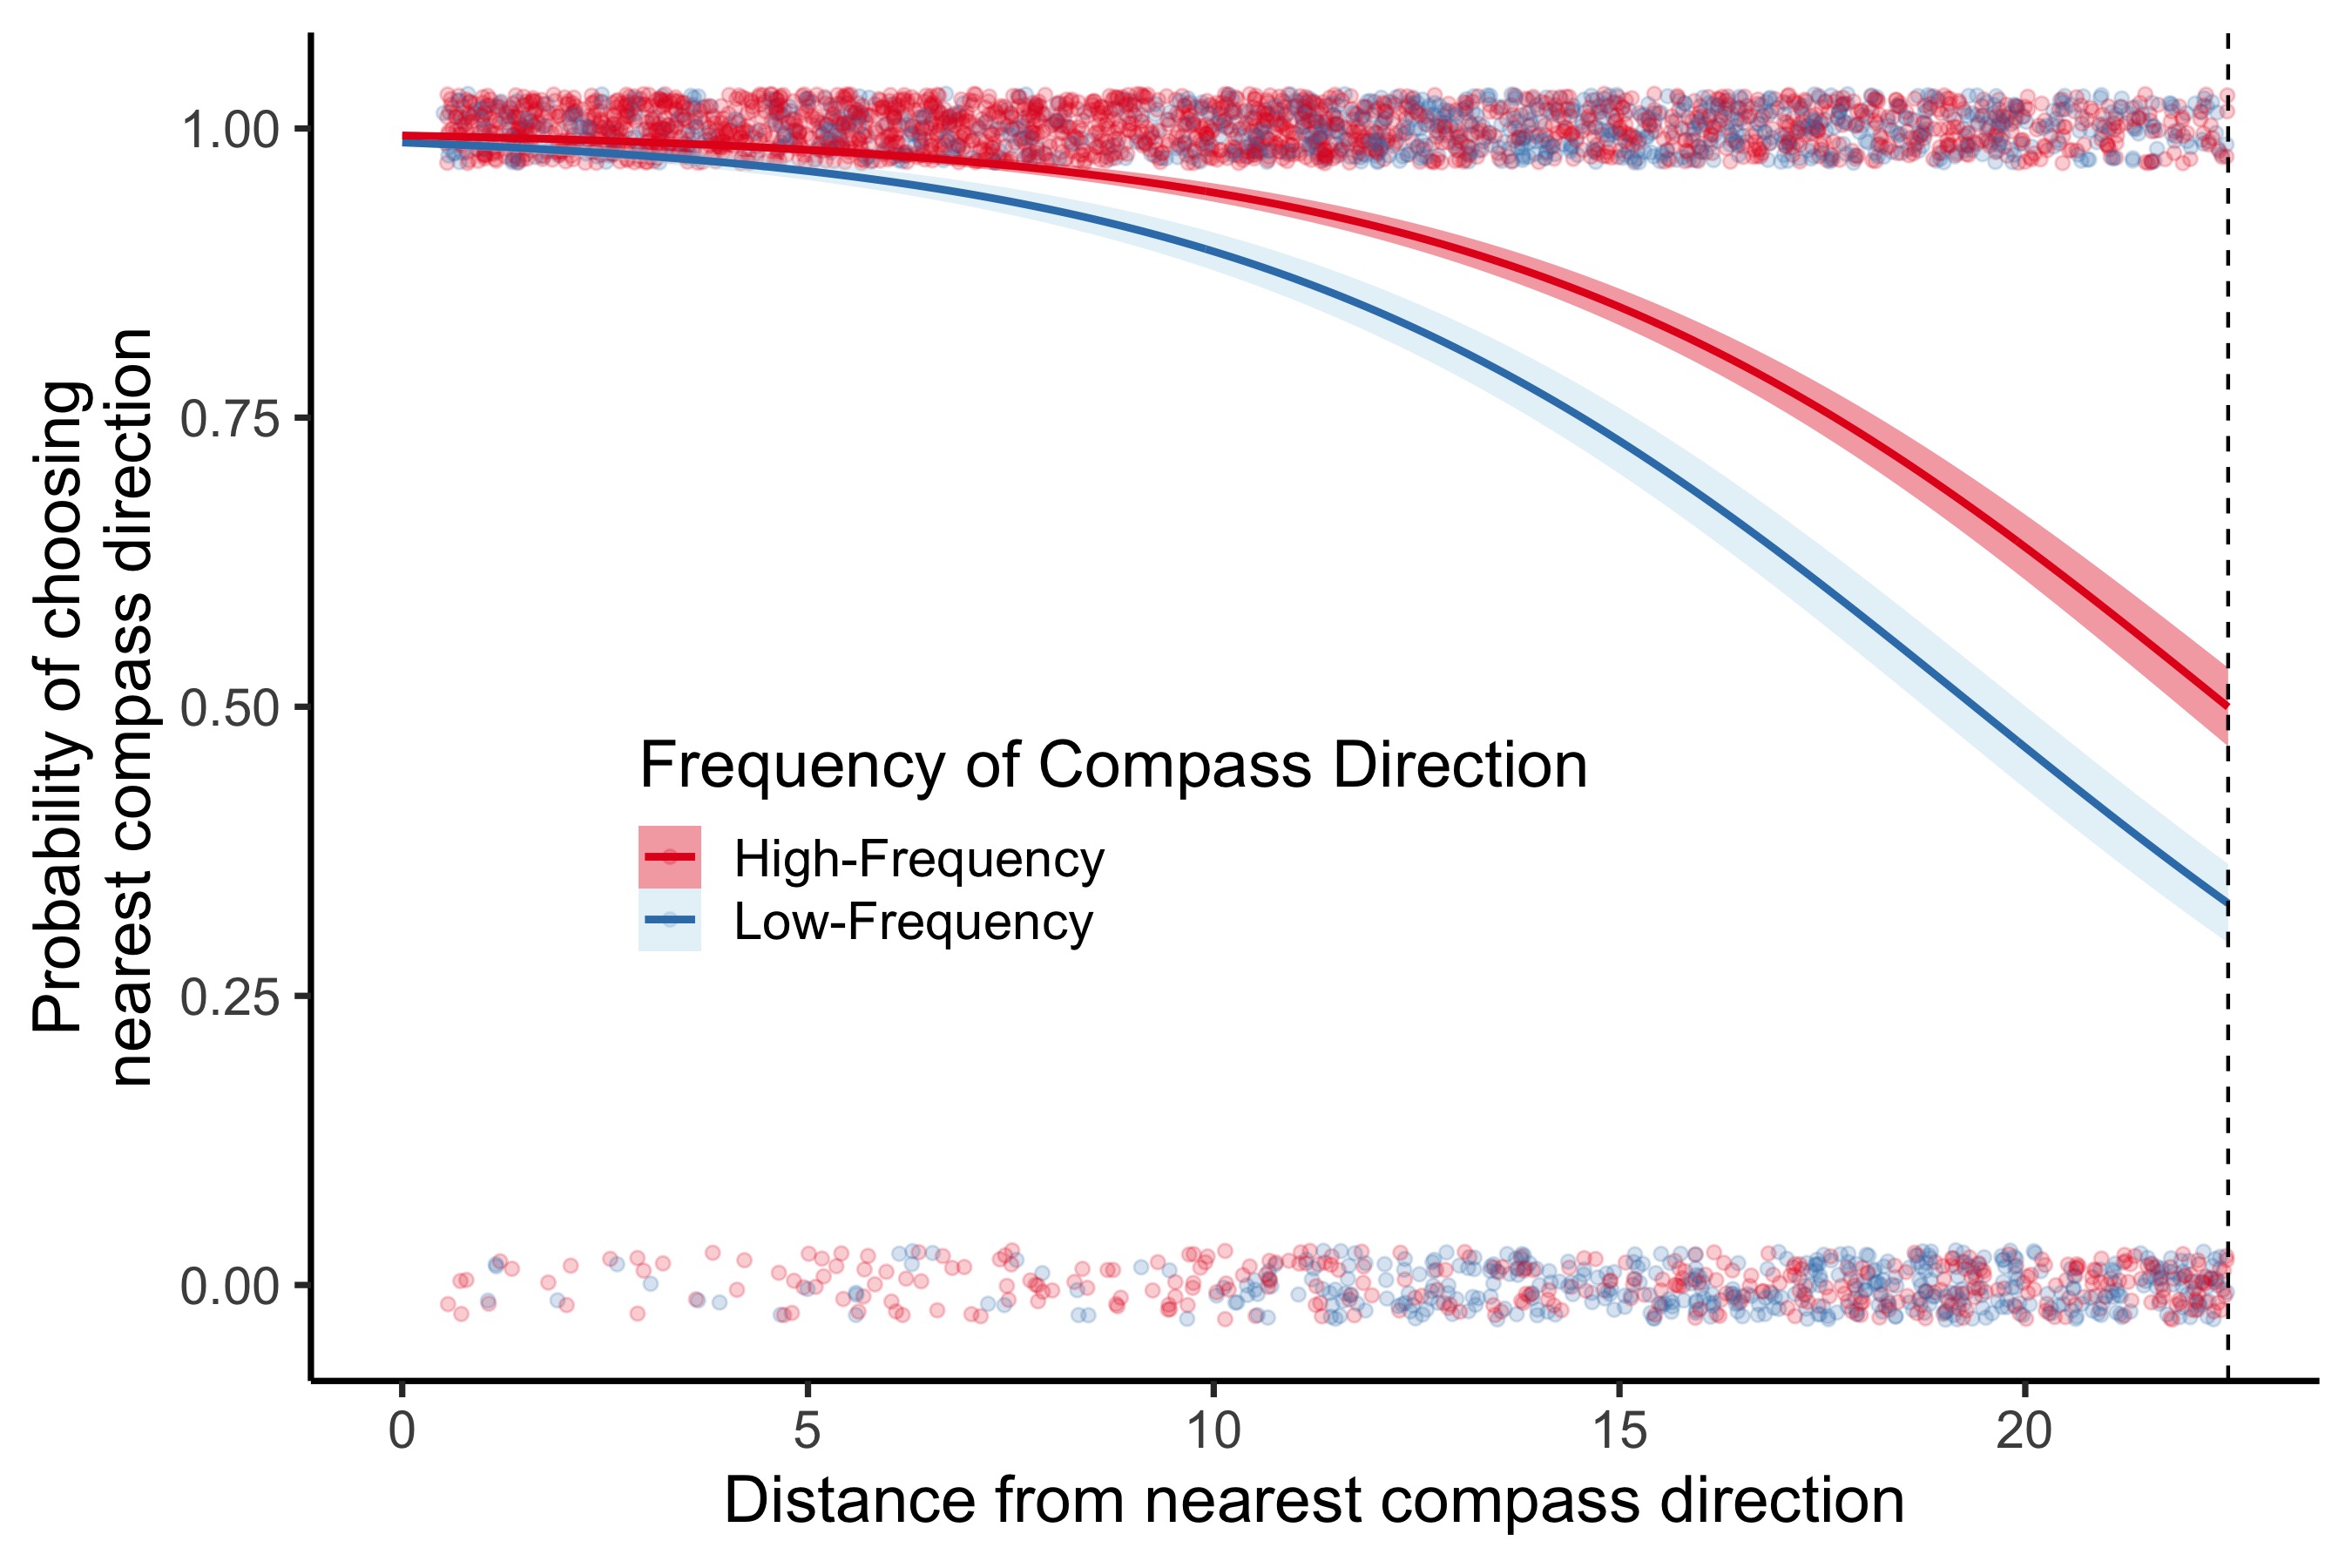 Probability of choosing
nearest compass direction
1.00
0.75
0.50
0.25
0.00
Frequency of Compass Direction
High-Frequency
Low-Frequency
0 5 10 15 20
Distance from nearest compass direction